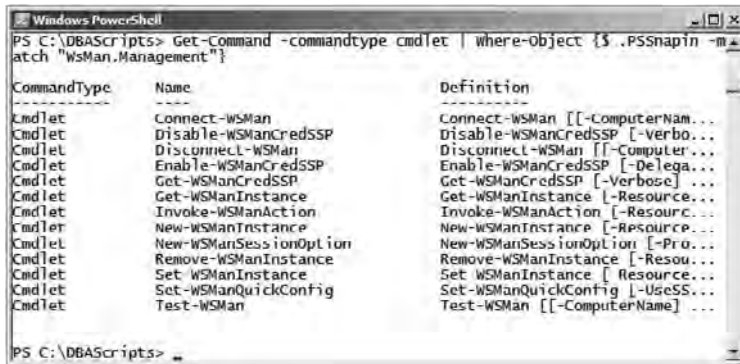 Windows PowerShell
PS C:\DBAScripts> Get-Command -commandtype cmdlet | Where-Object {$_.PSSnapin -m
atch "WsMan.Management"}
CommandType Name Definition
----------- ---- ----------
Cmdlet Connect-WSMan Connect-WSMan [[-ComputerNam...
Cmdlet Disable-WSManCredSSP Disable-WSManCredSSP [-Verbo...
Cmdlet Disconnect-WSMan Disconnect-WSMan [[-Computer...
Cmdlet Enable-WSManCredSSP Enable-WSManCredSSP [-Delega...
Cmdlet Get-WSManCredSSP Get-WSManCredSSP [-Verbose] ...
Cmdlet Get-WSManInstance Get-WSManInstance [-Resource...
Cmdlet Invoke-WSManAction Invoke-WSManAction [-Resourc...
Cmdlet New-WSManInstance New-WSManInstance [-Resource...
Cmdlet New-WSManSessionOption New-WSManSessionOption [-Pro...
Cmdlet Remove-WSManInstance Remove-WSManInstance [-Resou...
Cmdlet Set-WSManInstance Set-WSManInstance [-Resource...
Cmdlet Set-WSManQuickConfig Set-WSManQuickConfig [-UseSS...
Cmdlet Test-WSMan Test-WSMan [[-ComputerName] ...
PS C:\DBAScripts> _